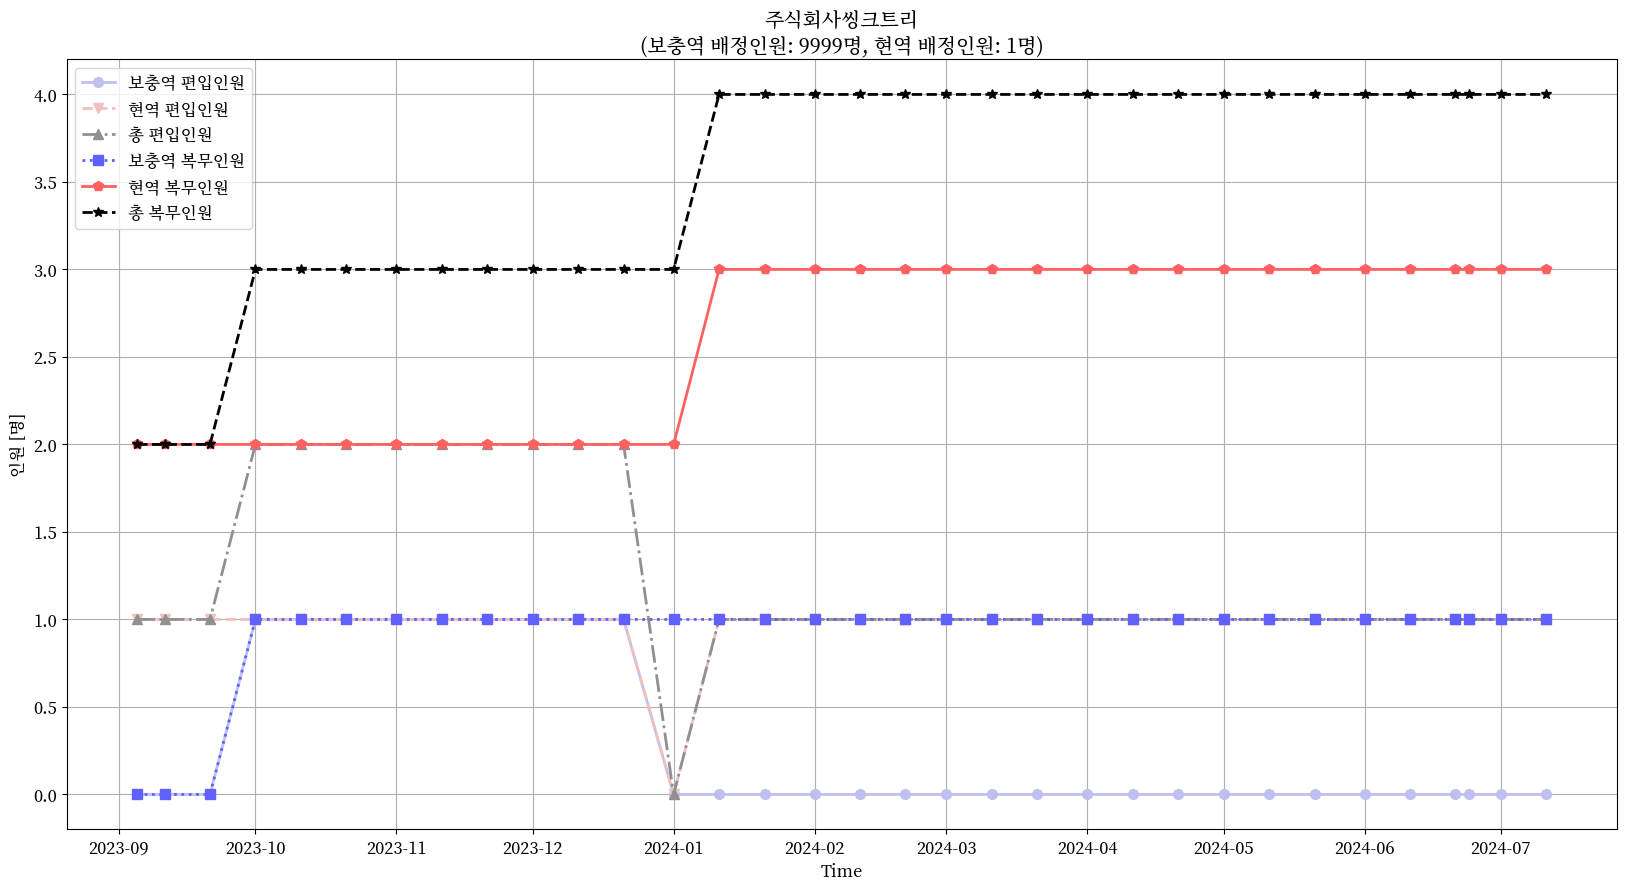 주식회사씽크트리
(보충역 배정인원: 9999명, 현역 배정인원: 1명)
보충역 편입인원
현역 편입인원
총 편입인원
보충역 복무인원
현역 복무인원
총 복무인원
4.0
3.5
3.0
2.5
2.0
1.5
1.0
0.5
0.0
인원 [명]
2023-09
2023-10
2023-11
2023-12
2024-01
2024-02
2024-03
2024-04
2024-05
2024-06
2024-07
Time